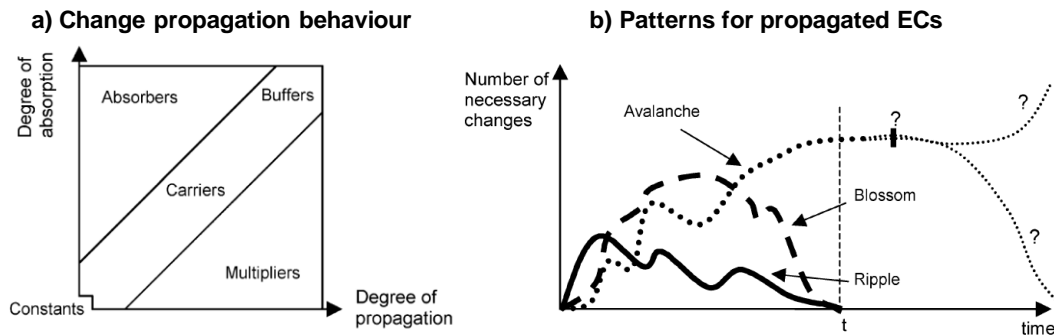 a) Change propagation behaviour
Degree of
absorption
Absorbers
Buffers
Carriers
Multipliers
Constants
Degree of
propagation
b) Patterns for propagated ECs
Number of
necessary
changes
Avalanche
?
?
Blossom
?
Ripple
t
time